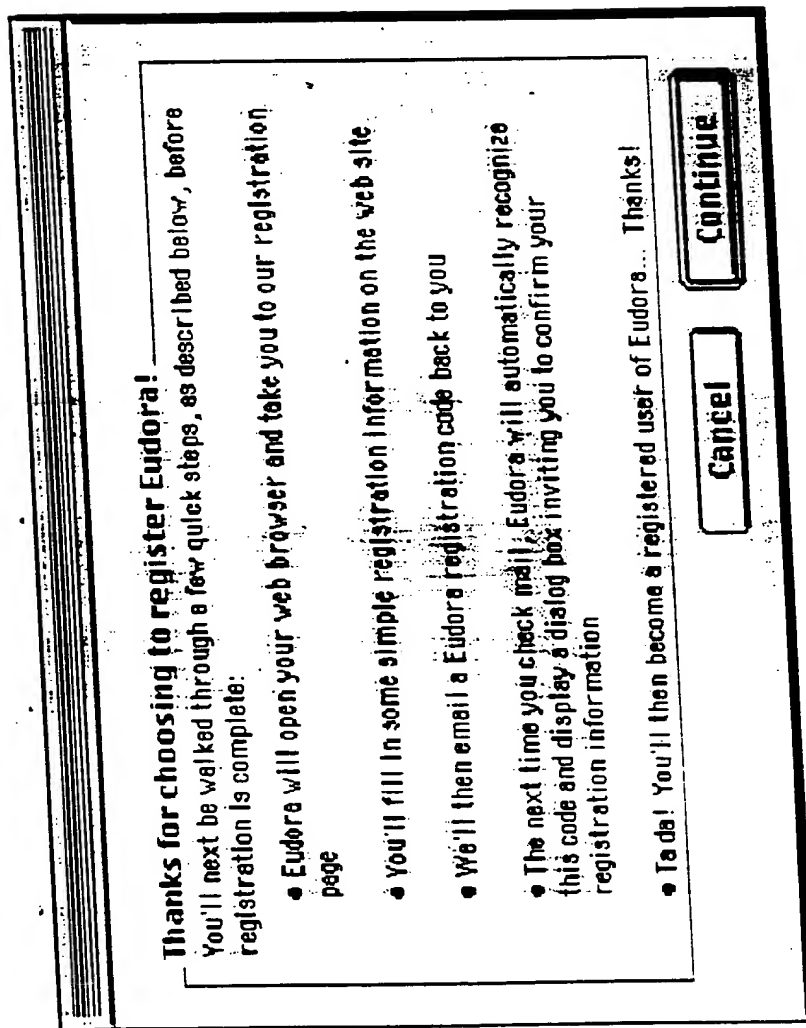 Thanks for choosing to register Eudora!
You'll next be walked through a few quick steps, as described below, before
registration is complete:
• Eudora will open your web browser and take you to our registration
page
• You'll fill in some simple registration information on the web site
• We'll then email a Eudora registration code back to you
• The next time you check mail, Eudora will automatically recognize
this code and display a dialog box inviting you to confirm your
registration information
• Ta da! You'll then become a registered user of Eudora... Thanks!
Cancel
Continue